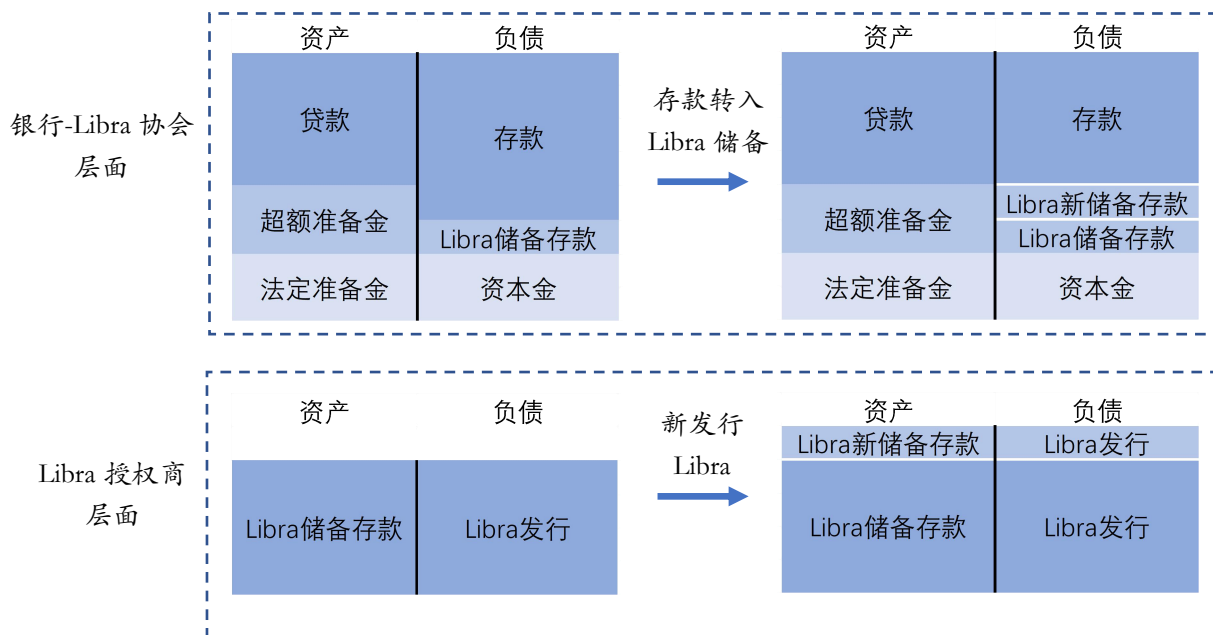 资产 负债 资产 负债
银行-Libra 协会
层面
贷款 存款
超额准备金 Libra储备存款
法定准备金 资本金
存款转入
Libra 储备
贷款 存款
超额准备金 Libra新储备存款
Libra储备存款
法定准备金 资本金
资产 负债 资产 负债
Libra 授权商
层面
Libra储备存款 Libra发行
新发行
Libra
Libra新储备存款 Libra发行
Libra储备存款 Libra发行